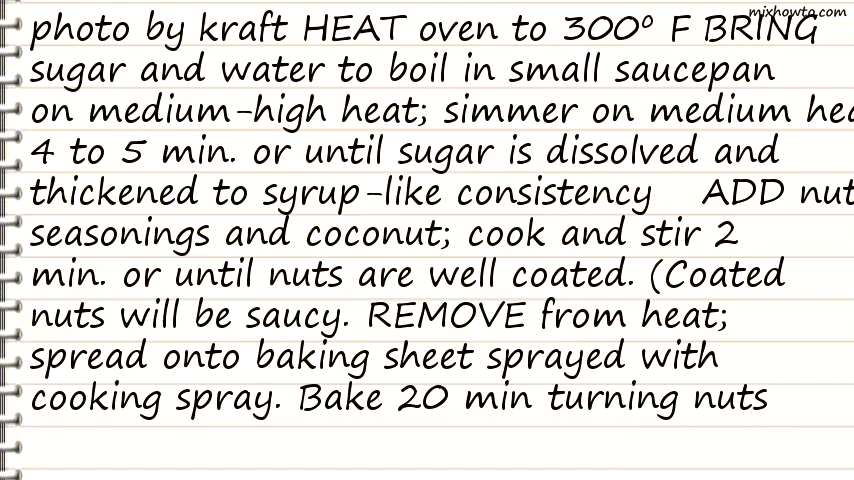 mixhowto.com
photo by kraft HEAT oven to 300º F BRING
sugar and water to boil in small saucepan
on medium-high heat; simmer on medium hea
4 to 5 min. or until sugar is dissolved and
thickened to syrup-like consistency ADD nut
seasonings and coconut; cook and stir 2
min. or until nuts are well coated. (Coated
nuts will be saucy. REMOVE from heat;
spread onto baking sheet sprayed with
cooking spray. Bake 20 min turning nuts